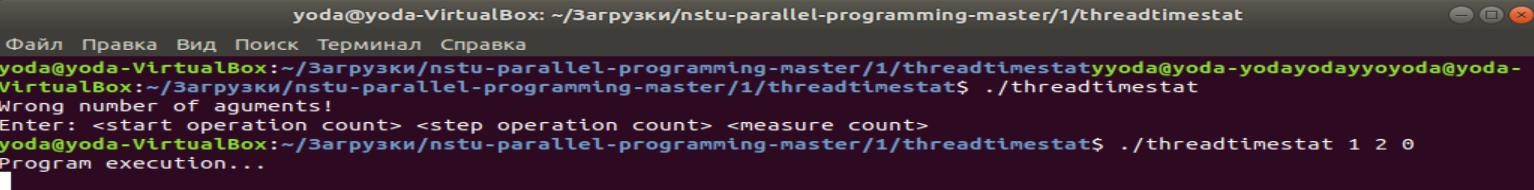 yoda@yoda-VirtualBox: ~/Загрузки/nstu-parallel-programming-master/1/threadtimestat
Файл Правка Вид Поиск Терминал Справка
yoda@yoda-VirtualBox:~/Загрузки/nstu-parallel-programming-master/1/threadtimestatyyoda@yoda-yodayodayyoyoda@yoda-
VirtualBox:~/Загрузки/nstu-parallel-programming-master/1/threadtimestat$ ./threadtimestat
Wrong number of aguments!
Enter: <start operation count> <step operation count> <measure count>
yoda@yoda-VirtualBox:~/Загрузки/nstu-parallel-programming-master/1/threadtimestat$ ./threadtimestat 1 2 0
Program execution...